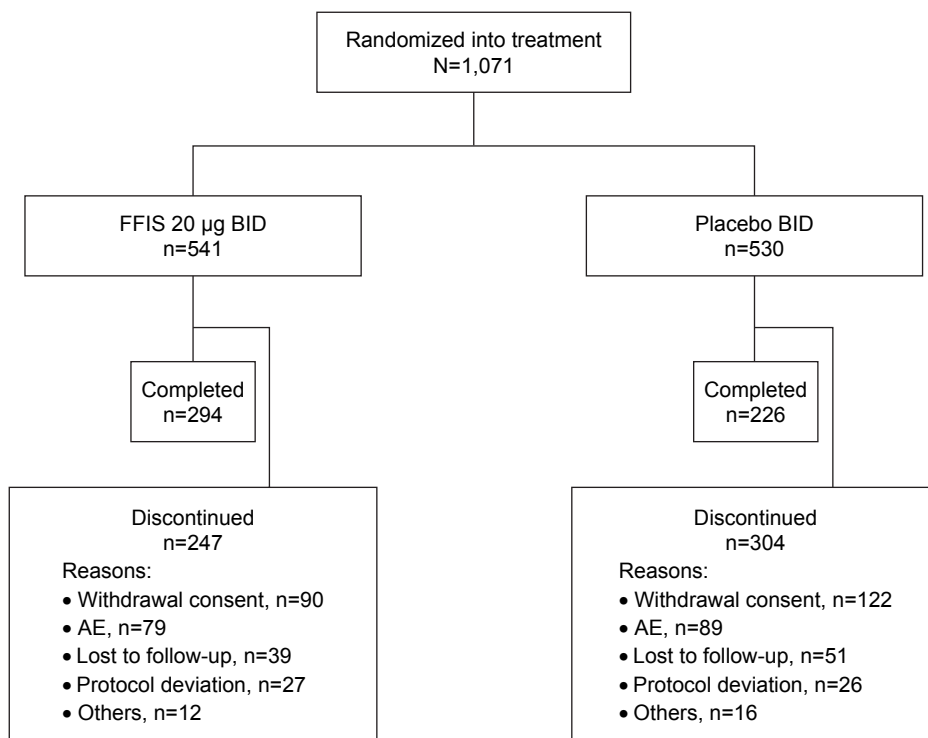 Randomized into treatment
N=1,071
FFIS 20 µg BID
n=541
Placebo BID
n=530
Completed
n=294
Completed
n=226
Discontinued
n=247
Reasons:
• Withdrawal consent, n=90
• AE, n=79
• Lost to follow-up, n=39
• Protocol deviation, n=27
• Others, n=12
Discontinued
n=304
Reasons:
• Withdrawal consent, n=122
• AE, n=89
• Lost to follow-up, n=51
• Protocol deviation, n=26
• Others, n=16